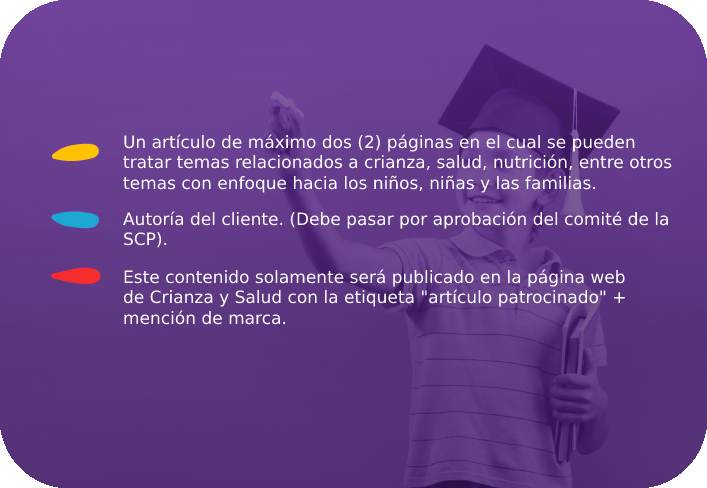 Un artículo de máximo dos (2) páginas en el cual se pueden
tratar temas relacionados a crianza, salud, nutrición, entre otros
temas con enfoque hacia los niños, niñas y las familias.
Autoría del cliente. (Debe pasar por aprobación del comité de la
SCP).
Este contenido solamente será publicado en la página web
de Crianza y Salud con la etiqueta "artículo patrocinado" +
mención de marca.